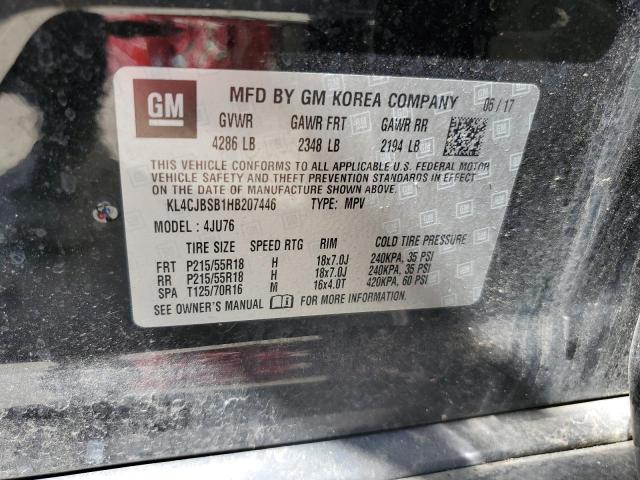 GM MFD BY GM KOREA COMPANY 05 / 17
GVWR GAWR FRT GAWR RR
4286 LB 2348 LB 2194 LB
THIS VEHICLE CONFORMS TO ALL APPLICABLE U.S. FEDERAL MOTOR
VEHICLE SAFETY AND THEFT PREVENTION STANDARDS IN EFFECT ON
THE DATE OF MANUFACTURE SHOWN ABOVE.
KL4CJBSB1HB207446 TYPE: MPV
MODEL : 4JU76
TIRE SIZE SPEED RTG RIM COLD TIRE PRESSURE
FRT P215/55R18 H 18x7.0J 240KPA, 35 PSI
RR P215/55R18 H 18x7.0J 240KPA, 35 PSI
SPA T125/70R16 M 16x4.0T 420KPA, 60 PSI
SEE OWNER'S MANUAL FOR MORE INFORMATION.